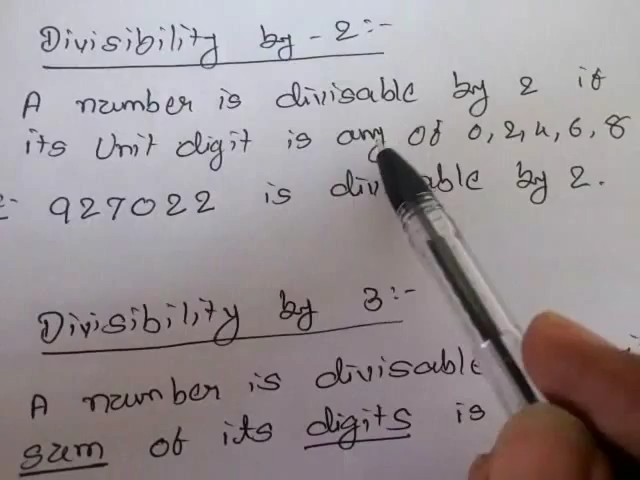 Divisibility by - 2:-
A number is divisable by 2 if
its Unit digit is any of 0, 2, 4, 6, 8
927022 is by 2.
Divisibility by 3:-
A number is divisable
sum of its digits is